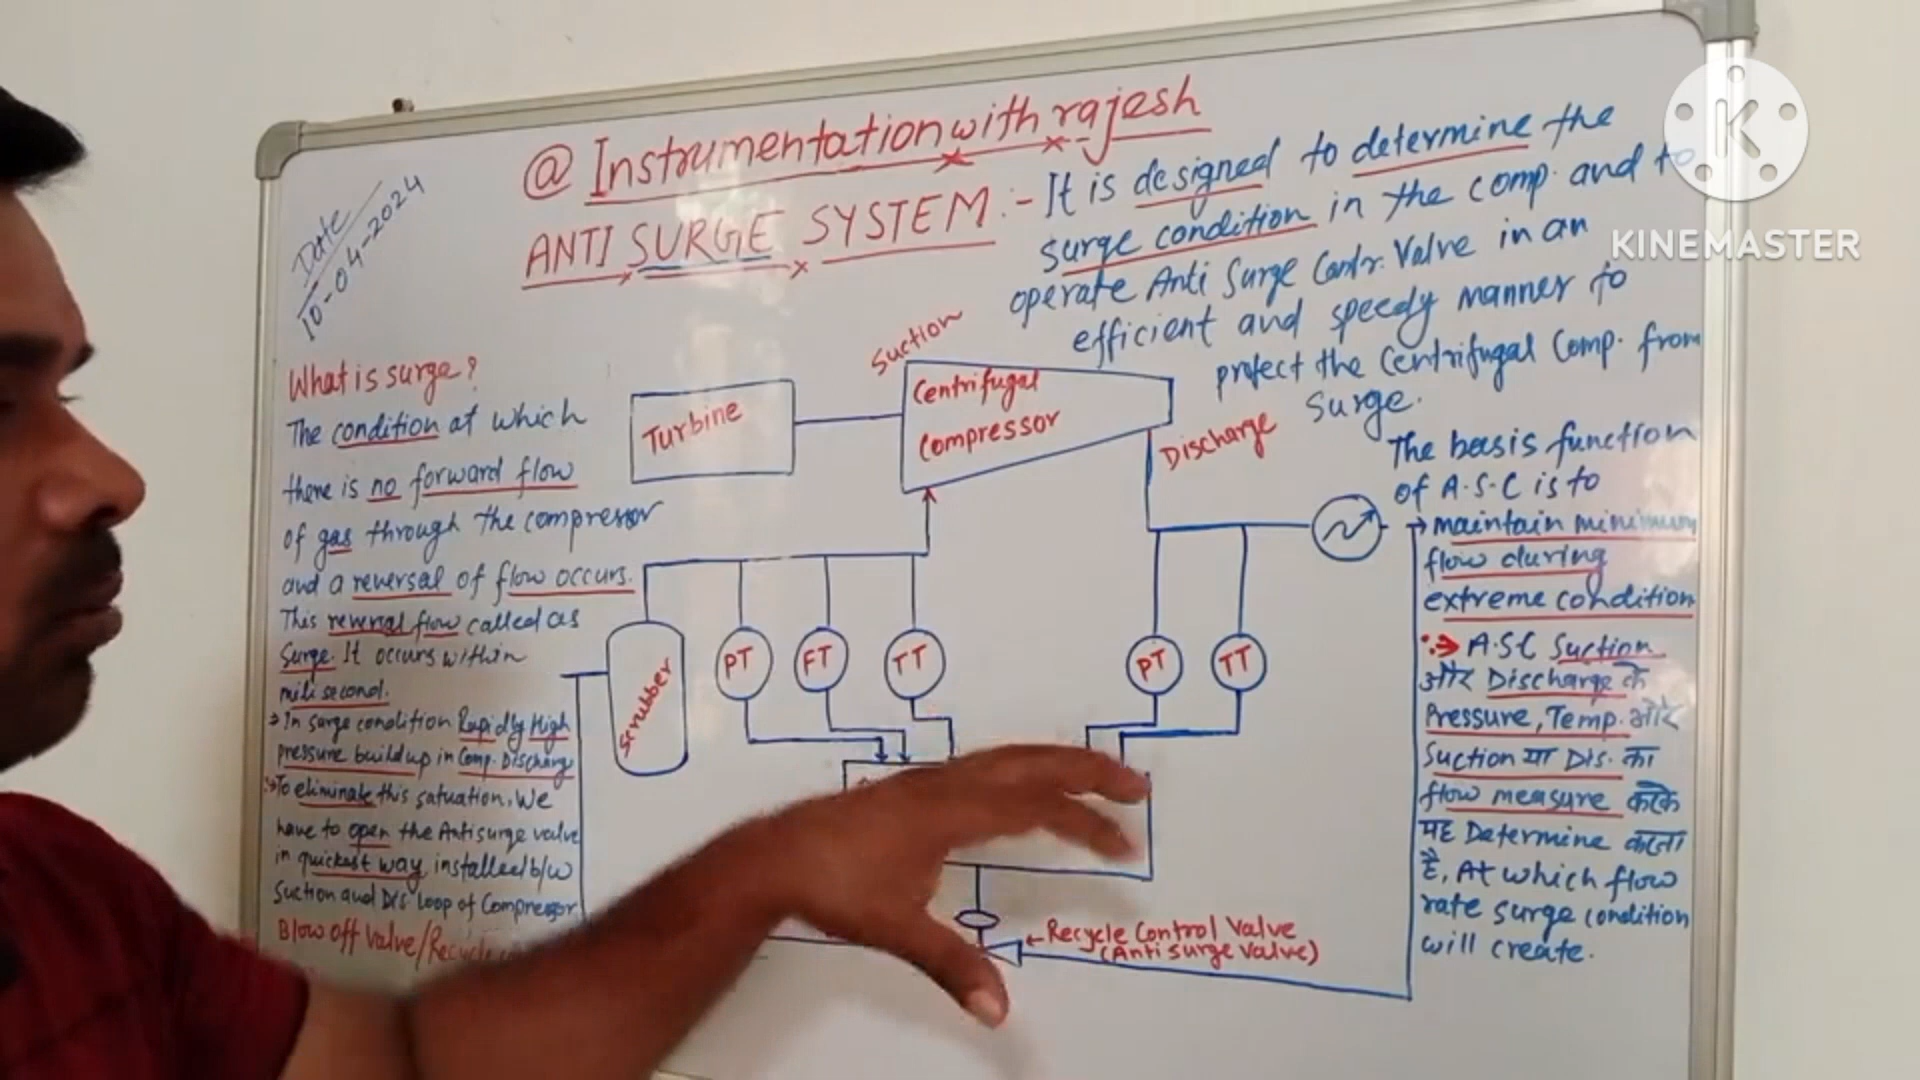 @ Instrumentation with rajesh
Date
10-04-2024
ANTI SURGE SYSTEM :- It is designed to determine the
surge condition in the comp. and to
operate Anti Surge Contr. Valve in an
efficient and speedy manner to
protect the Centrifugal Comp. from
Surge.
KINEMASTER
What is surge?
The condition at which
there is no forward flow
of gas through the compressor
and a reversal of flow occurs.
This reversal flow called as
Surge. It occurs within
mili second.
In surge condition Rapidly High
pressure buildup in Comp. Discharg
To eliminate this satuation, We
have to open the Antisurge valve
in quickest way installed b/w
Suction and Dis' loop of Compressor.
Blow off Valve/Recycle
Suction
Turbine
Centrifugal
Compressor
Discharge
Scrubber
PT
FT
TT
PT
TT
← Recycle Control Valve
(Anti surge Valve)
The basis function
of A.S.C is to
→ maintain minimum
flow during
extreme condition
A.S.C Suction
और Discharge के
Pressure, Temp. और
Suction या Dis. का
flow measure करके
यह Determine करता
है, At which flow
rate surge condition
will create.
K